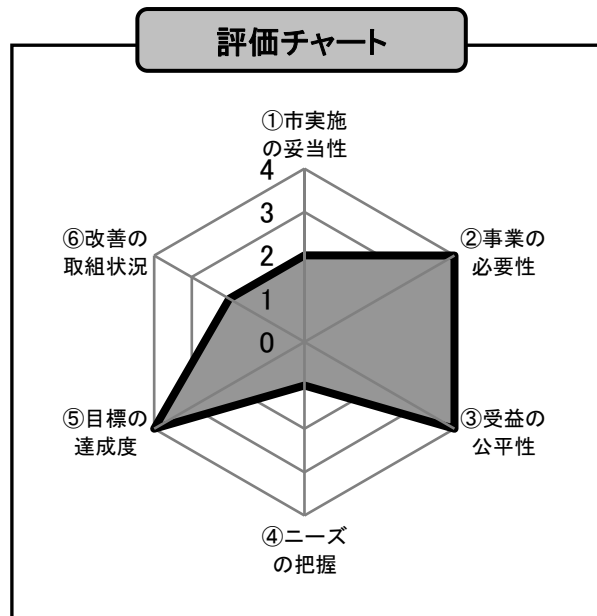 評価チャート
①市実施
の妥当性
4
3
2
1
0
②事業の
必要性
③受益の
公平性
④ニーズ
の把握
⑤目標の
達成度
⑥改善の
取組状況